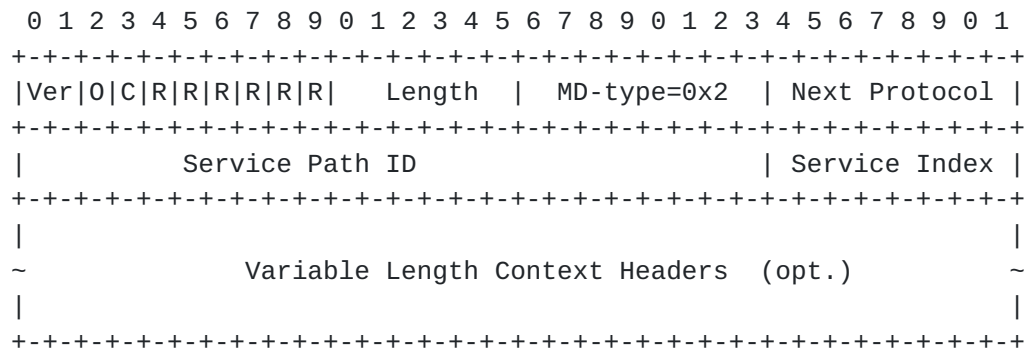 0 1 2 3 4 5 6 7 8 9 0 1 2 3 4 5 6 7 8 9 0 1 2 3 4 5 6 7 8 9 0 1
+-+-+-+-+-+-+-+-+-+-+-+-+-+-+-+-+-+-+-+-+-+-+-+-+-+-+-+-+-+-+-+-+
|Ver|O|C|R|R|R|R|R|R|   Length  |  MD-type=0x2  | Next Protocol |
+-+-+-+-+-+-+-+-+-+-+-+-+-+-+-+-+-+-+-+-+-+-+-+-+-+-+-+-+-+-+-+-+
|          Service Path ID                      | Service Index |
+-+-+-+-+-+-+-+-+-+-+-+-+-+-+-+-+-+-+-+-+-+-+-+-+-+-+-+-+-+-+-+-+
|                                                               |
~              Variable Length Context Headers  (opt.)          ~
|                                                               |
+-+-+-+-+-+-+-+-+-+-+-+-+-+-+-+-+-+-+-+-+-+-+-+-+-+-+-+-+-+-+-+-+